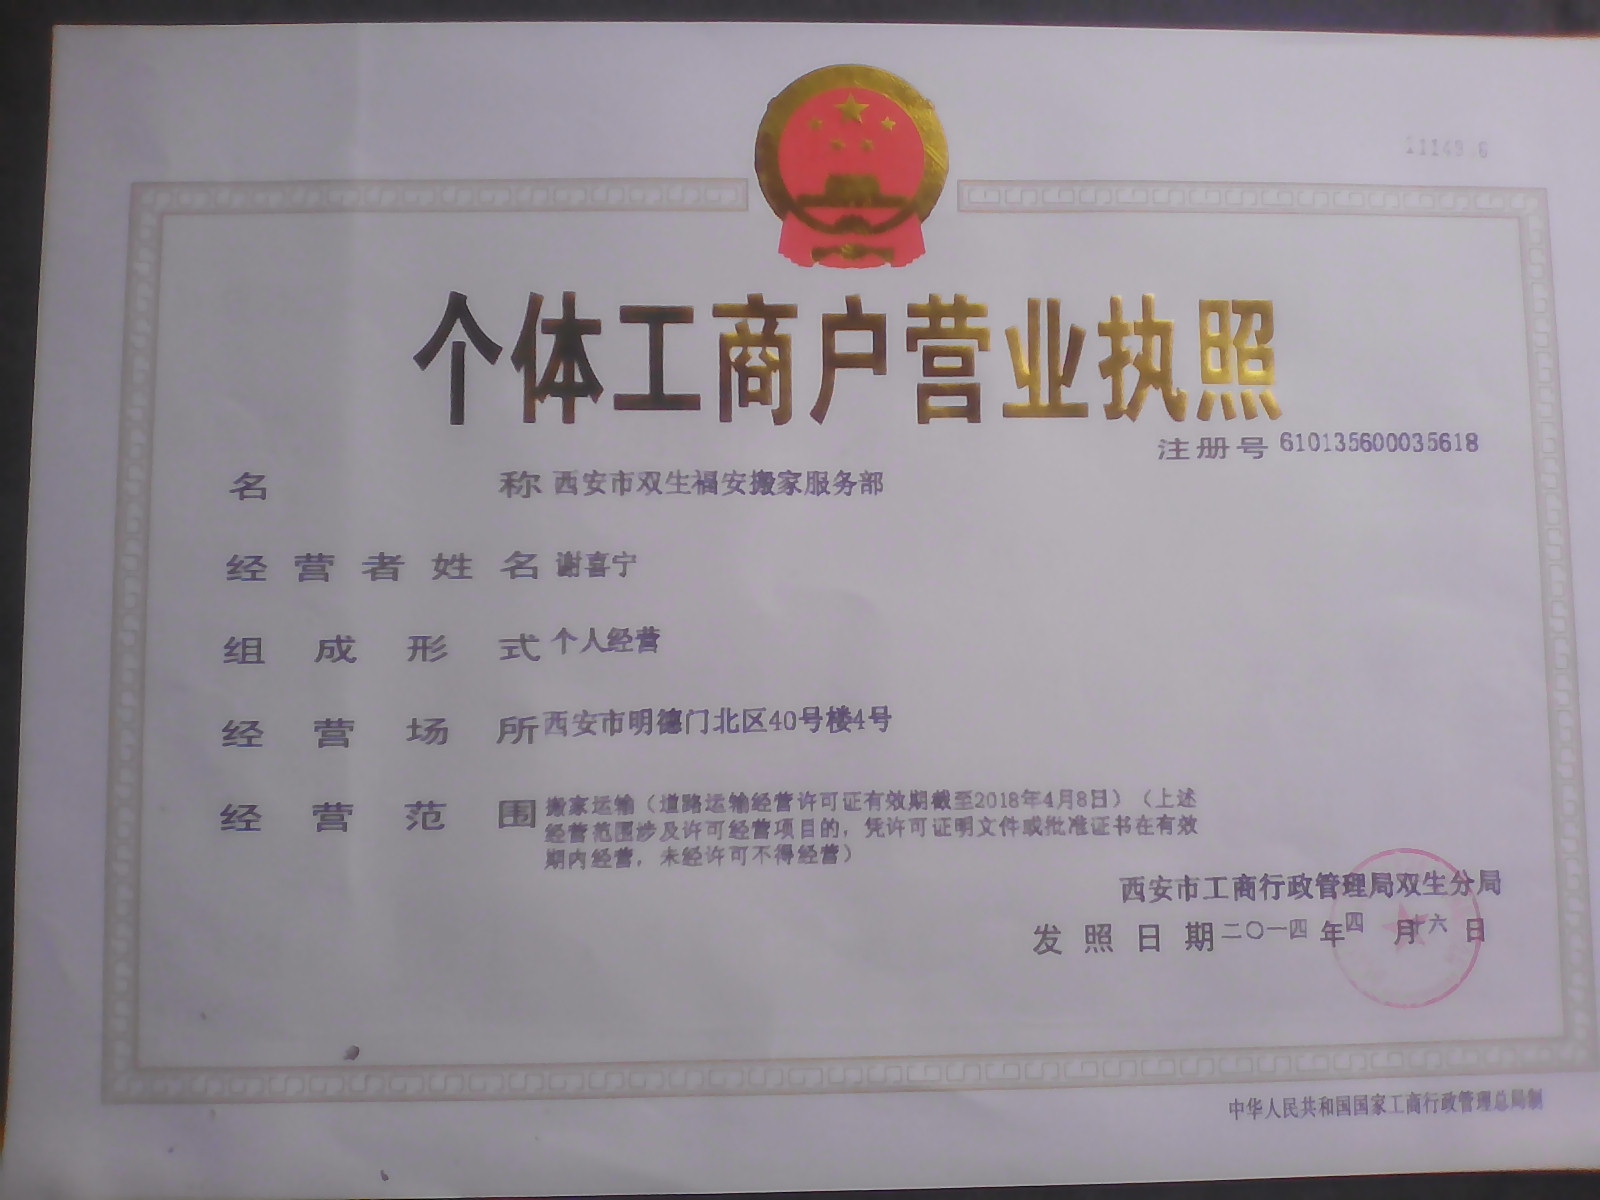 个体工商户营业执照
注册号 610135600035618
名称 西安市双生福安搬家服务部
经营者姓名 谢喜宁
组成形式 个人经营
经营场所 西安市明德门北区40号楼4号
经营范围 搬家运输（道路运输经营许可证有效期截至2018年4月8日）（上述
经营范围涉及许可经营项目的，凭许可证明文件或批准证书在有效
期内经营，未经许可不得经营）
西安市工商行政管理局双生分局
发照日期 二〇一四年四月十六日
中华人民共和国国家工商行政管理总局制